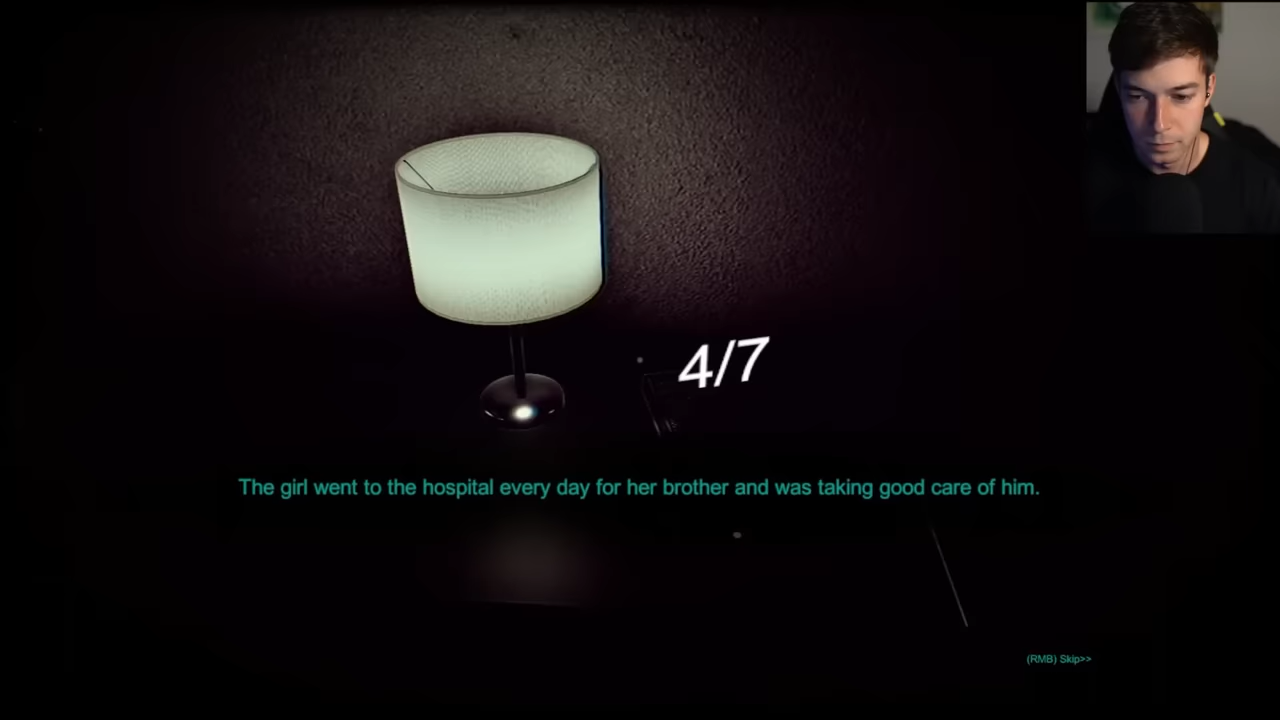 4/7
The girl went to the hospital every day for her brother and was taking good care of him.
(RMB) Skip>>